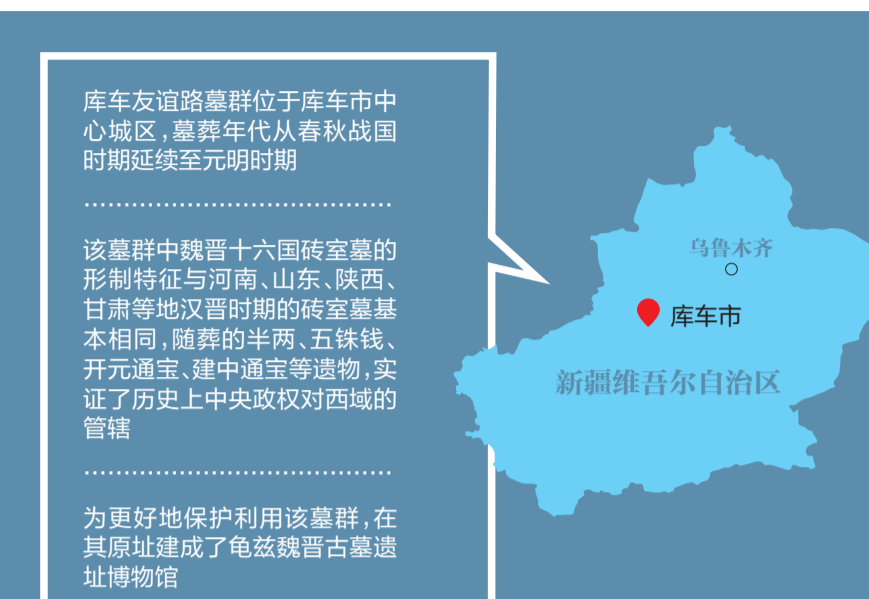 库车友谊路墓群位于库车市中
心城区,墓葬年代从春秋战国
时期延续至元明时期
该墓群中魏晋十六国砖室墓的
形制特征与河南、山东、陕西、
甘肃等地汉晋时期的砖室墓基
本相同,随葬的半两、五铢钱、
开元通宝、建中通宝等遗物,实
证了历史上中央政权对西域的
管辖
为更好地保护利用该墓群,在
其原址建成了龟兹魏晋古墓遗
址博物馆
乌鲁木齐
库车市
新疆维吾尔自治区